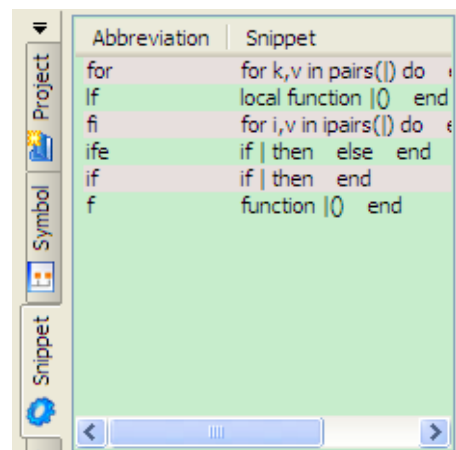 Abbreviation Snippet
for for k,v in pairs(|) do
lf local function |() end
fi for i,v in ipairs(|) do
ife if | then else end
if if | then end
f function |() end
Project
Symbol
Snippet